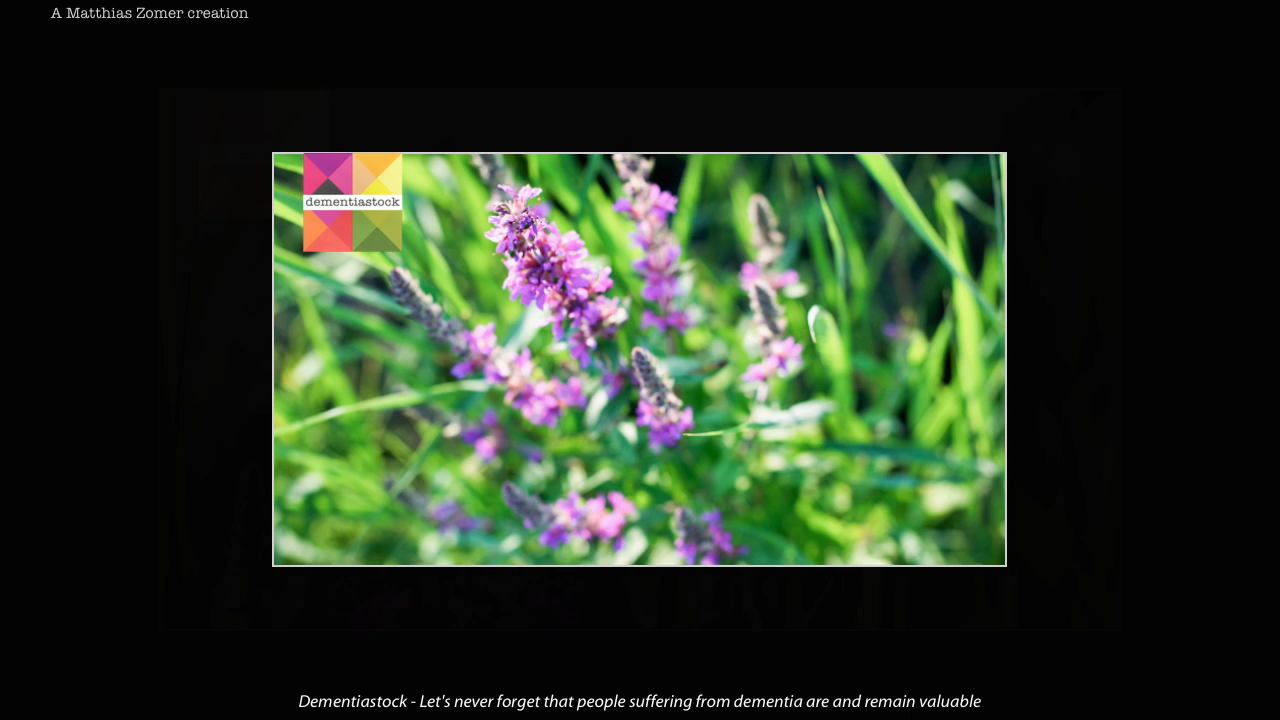 A Matthias Zomer creation
dementiastock
Dementiastock - Let's never forget that people suffering from dementia are and remain valuable